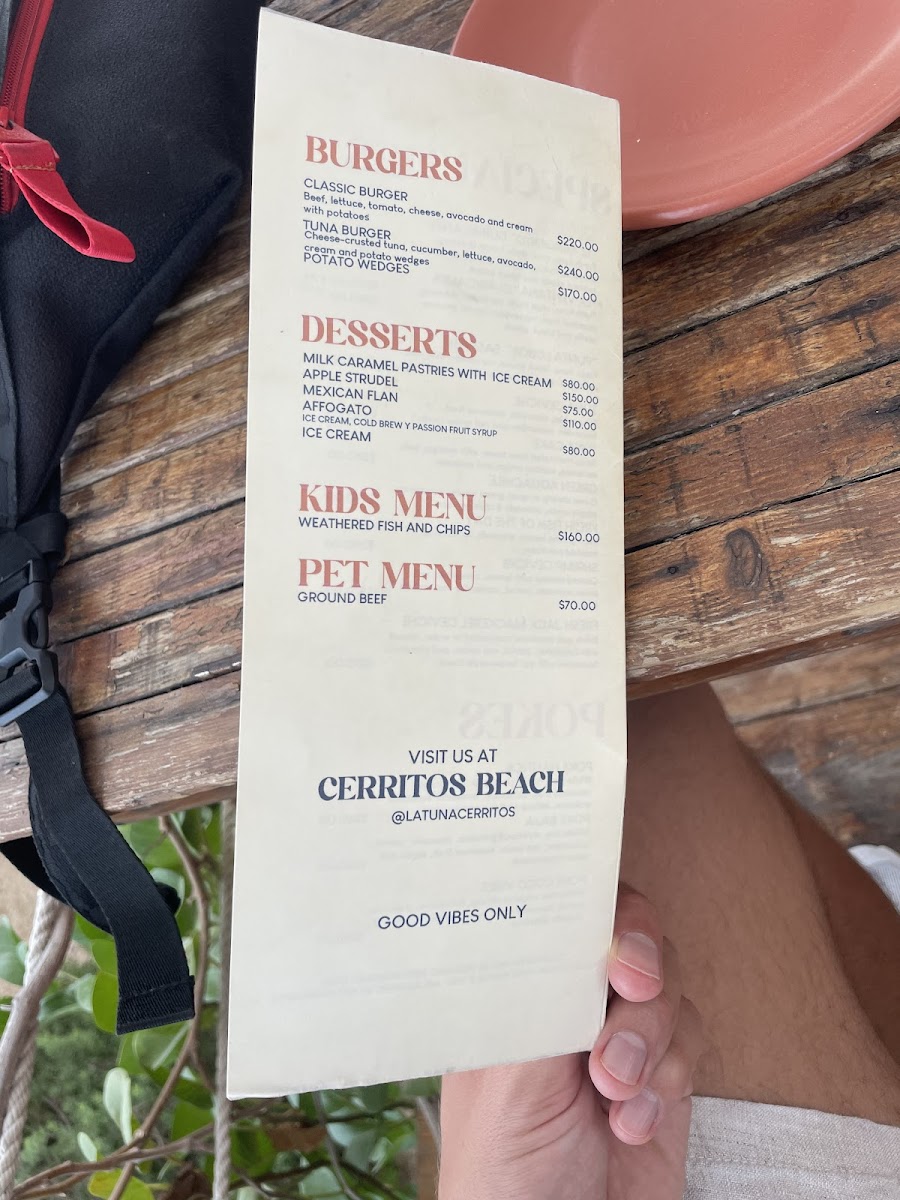 BURGERS
CLASSIC BURGER
Beef, lettuce, tomato, cheese, avocado and cream
with potatoes
$220.00
TUNA BURGER
Cheese-crusted tuna, cucumber, lettuce, avocado,
cream and potato wedges
$240.00
POTATO WEDGES
$170.00
DESSERTS
MILK CARAMEL PASTRIES WITH ICE CREAM $80.00
APPLE STRUDEL $150.00
MEXICAN FLAN $75.00
AFFOGATO $110.00
ICE CREAM, COLD BREW Y PASSION FRUIT SYRUP
ICE CREAM $80.00
KIDS MENU
WEATHERED FISH AND CHIPS $160.00
PET MENU
GROUND BEEF $70.00
VISIT US AT
CERRITOS BEACH
@LATUNACERRITOS
GOOD VIBES ONLY
POKES